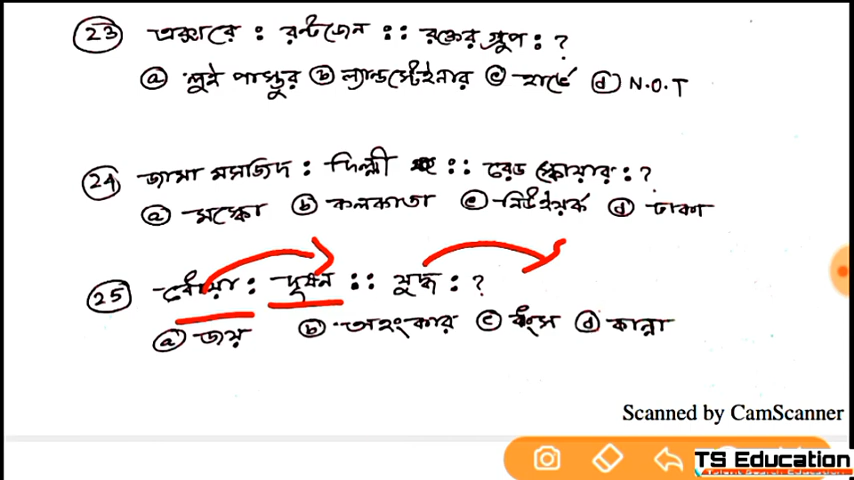 23 এক্সরে : রন্টজেন :: রক্তের গ্রুপ : ?
a লুই পাস্তুর b ল্যান্ডস্টেইনার c হার্ভে d N.O.T
24 জামা মসজিদ : দিল্লী :: রেড স্কোয়ার : ?
a মস্কো b কলকাতা c নিউইয়র্ক d ঢাকা
25 ধোঁয়া : দূষন :: যুদ্ধ : ?
a জয় b অহংকার c ধ্বংস d কান্না
Scanned by CamScanner
TS Education